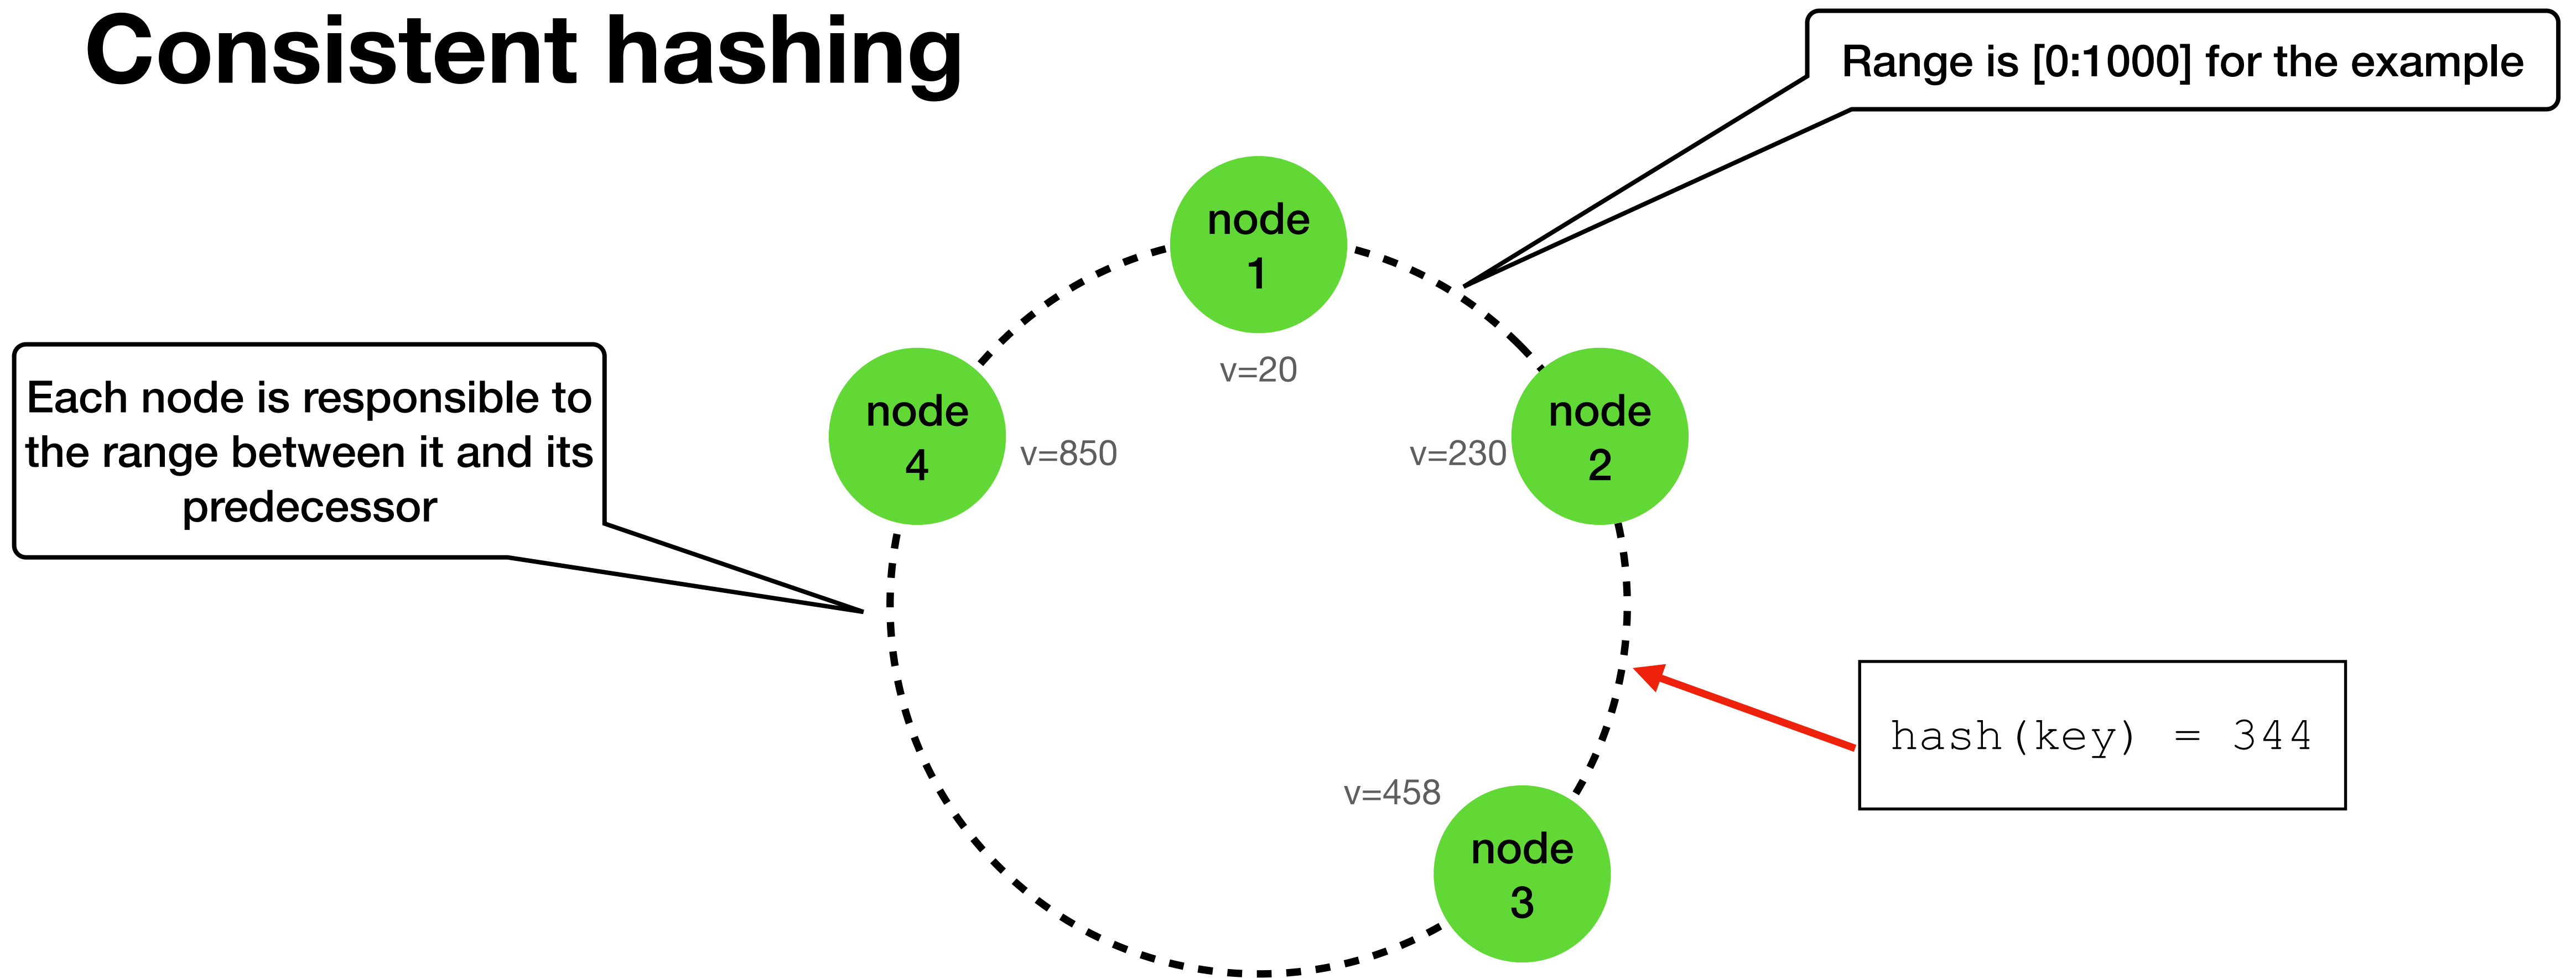 Consistent hashing
Range is [0:1000] for the example
node
1
v=20
Each node is responsible to
the range between it and its
predecessor
node
4
v=850
v=230
node
2
hash(key) = 344
v=458
node
3